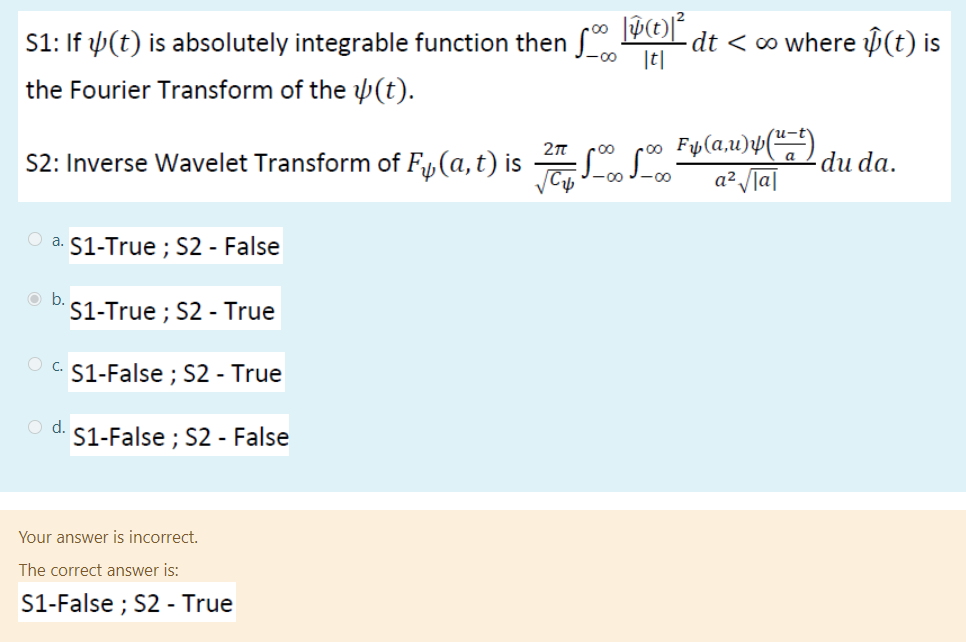 S1: If ψ(t) is absolutely integrable function then ∫_{-∞}^{∞} |ψ̂(t)|²/|t| dt < ∞ where ψ̂(t) is
the Fourier Transform of the ψ(t).
S2: Inverse Wavelet Transform of F_ψ(a, t) is 2π/√C_ψ ∫_{-∞}^{∞} ∫_{-∞}^{∞} F_ψ(a,u)ψ((u−t)/a)/(a²√|a|) du da.
a. S1-True ; S2 - False
b. S1-True ; S2 - True
c. S1-False ; S2 - True
d. S1-False ; S2 - False
Your answer is incorrect.
The correct answer is:
S1-False ; S2 - True